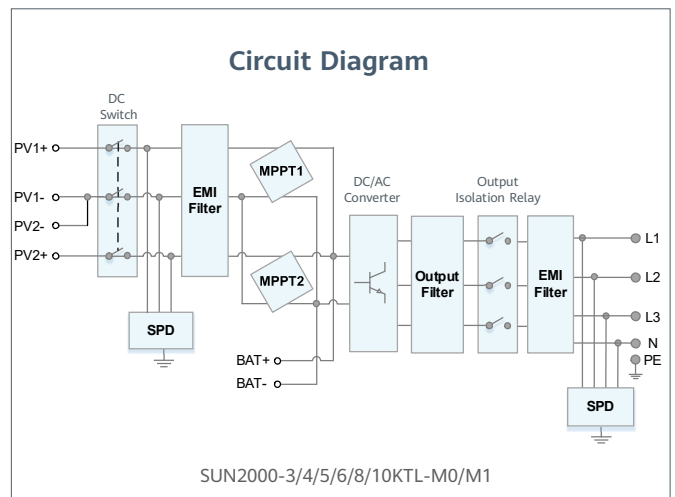 Circuit Diagram
DC
Switch
PV1+
PV1-
PV2-
PV2+
EMI
Filter
MPPT1
MPPT2
SPD
BAT+
BAT-
DC/AC
Converter
Output
Filter
Output
Isolation Relay
EMI
Filter
L1
L2
L3
N
PE
SPD
SUN2000-3/4/5/6/8/10KTL-M0/M1